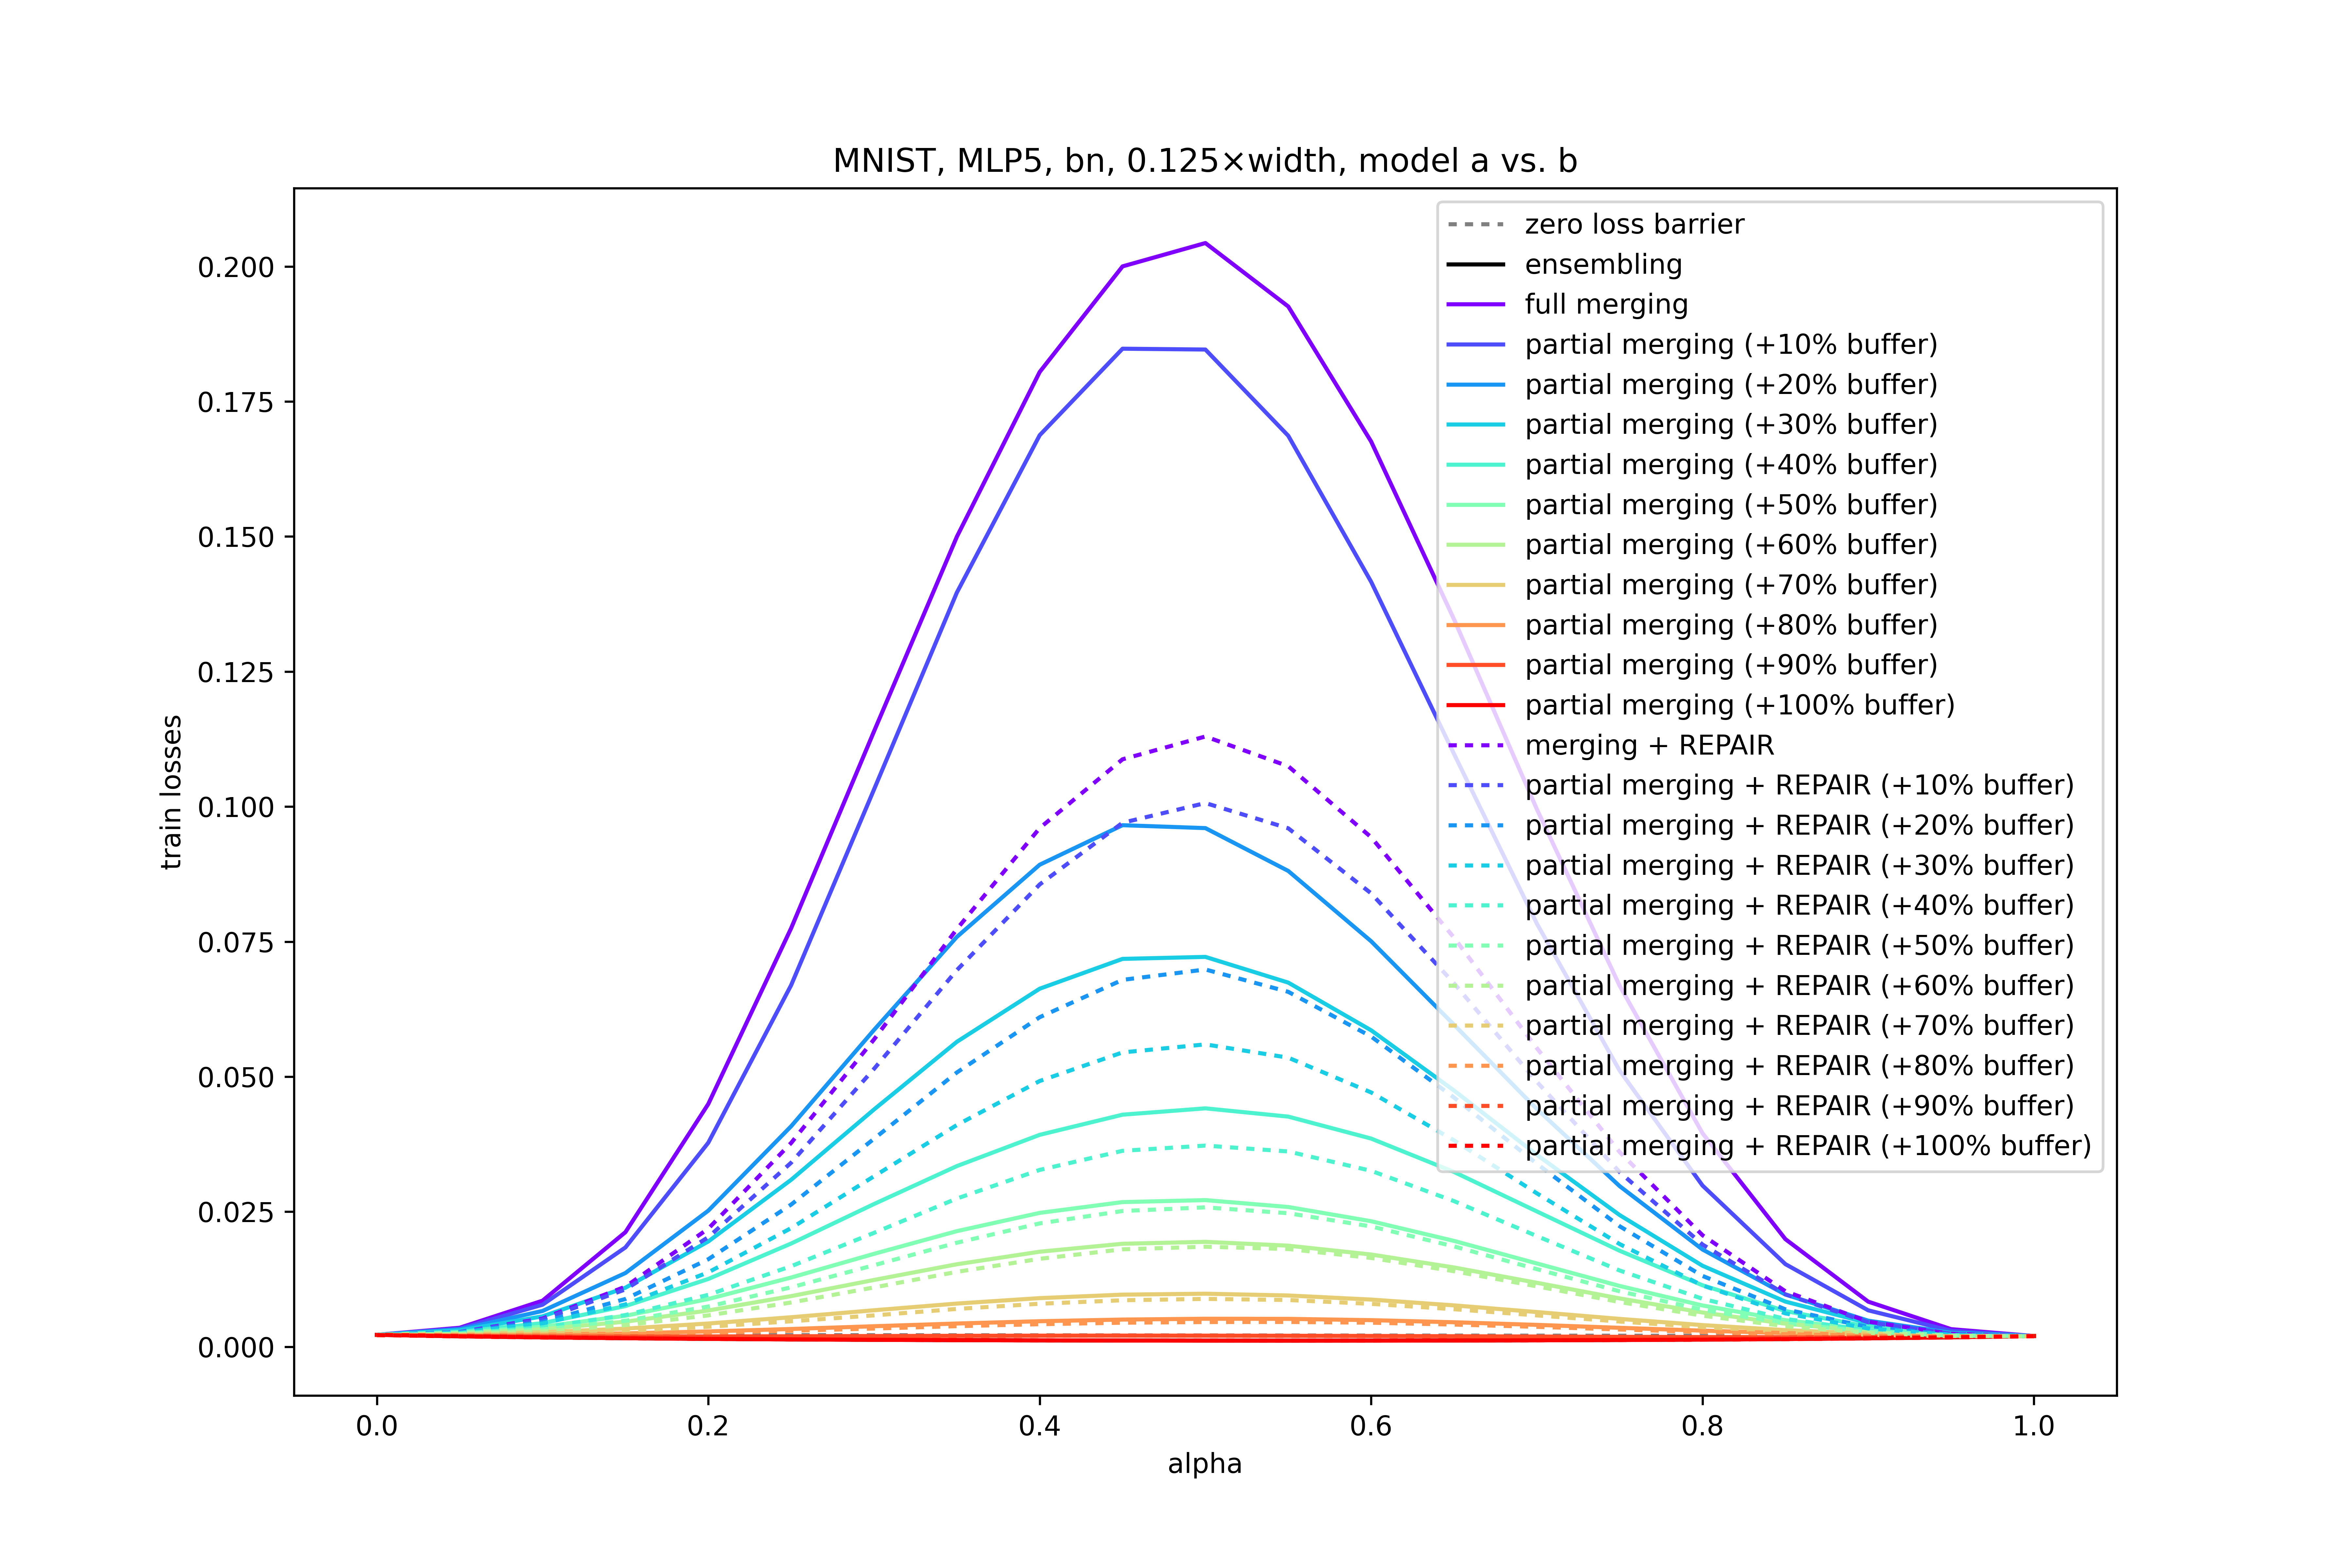 MNIST, MLP5, bn, 0.125×width, model a vs. b
zero loss barrier
ensembling
full merging
partial merging (+10% buffer)
partial merging (+20% buffer)
partial merging (+30% buffer)
partial merging (+40% buffer)
partial merging (+50% buffer)
partial merging (+60% buffer)
partial merging (+70% buffer)
partial merging (+80% buffer)
partial merging (+90% buffer)
partial merging (+100% buffer)
merging + REPAIR
partial merging + REPAIR (+10% buffer)
partial merging + REPAIR (+20% buffer)
partial merging + REPAIR (+30% buffer)
partial merging + REPAIR (+40% buffer)
partial merging + REPAIR (+50% buffer)
partial merging + REPAIR (+60% buffer)
partial merging + REPAIR (+70% buffer)
partial merging + REPAIR (+80% buffer)
partial merging + REPAIR (+90% buffer)
partial merging + REPAIR (+100% buffer)
train losses
0.200
0.175
0.150
0.125
0.100
0.075
0.050
0.025
0.000
0.0 0.2 0.4 0.6 0.8 1.0
alpha